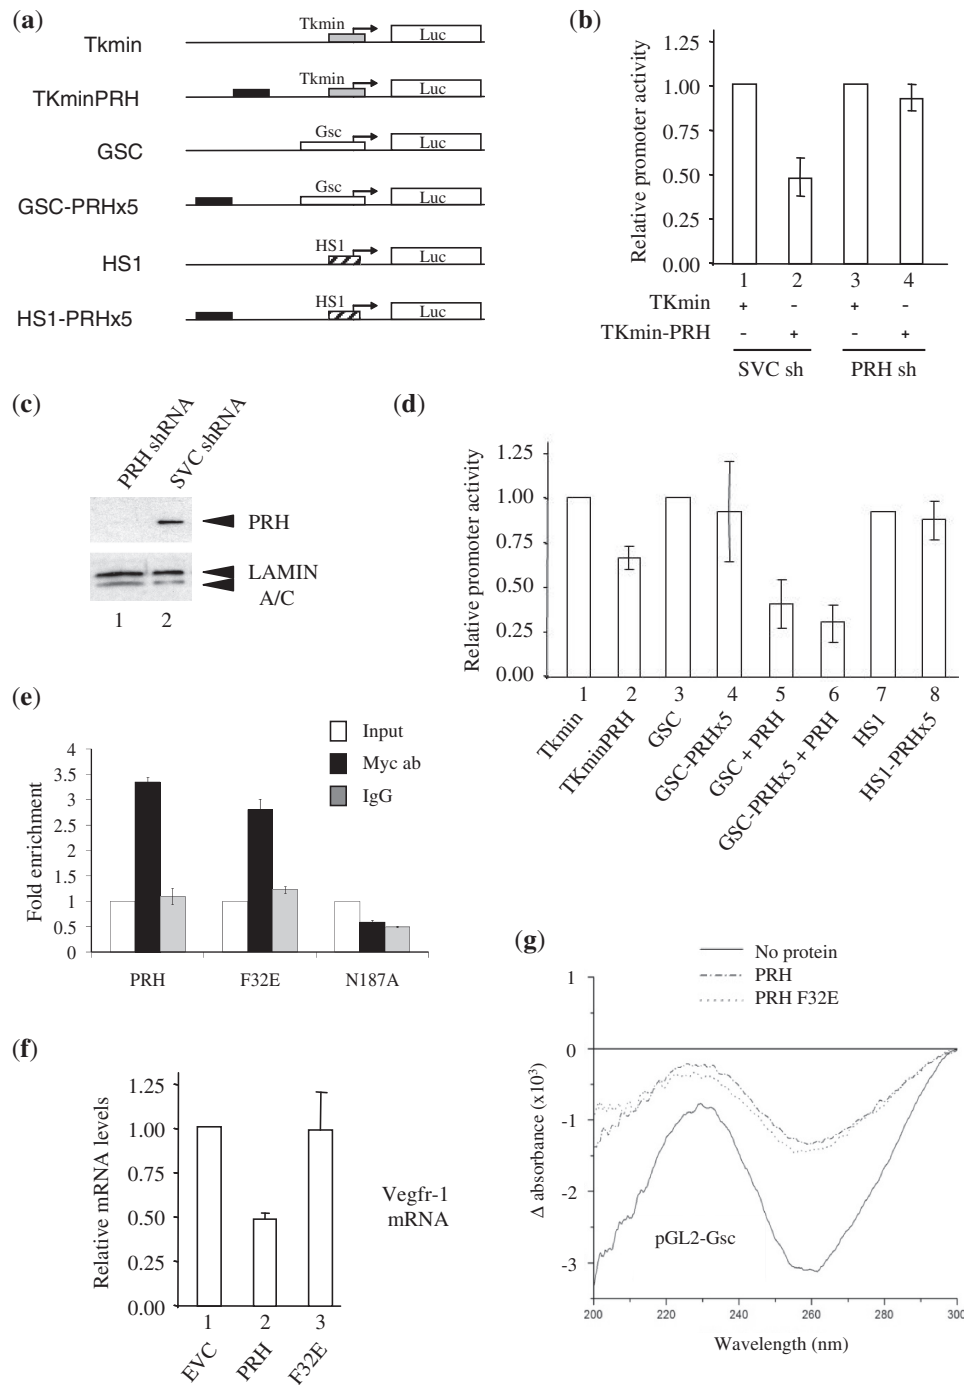 (a)
Tkmin
Tkmin
Luc
TKminPRH
Tkmin
Luc
GSC
Gsc
Luc
GSC-PRHx5
Gsc
Luc
HS1
HS1
Luc
HS1-PRHx5
HS1
Luc
(b)
Relative promoter activity
1.25
1.00
0.75
0.50
0.25
0.00
1 2 3 4
TKmin + - + -
TKmin-PRH - + - +
SVC sh PRH sh
(c)
PRH shRNA
SVC shRNA
PRH
LAMIN
A/C
1 2
(d)
Relative promoter activity
1.25
1.00
0.75
0.50
0.25
0.00
1 2 3 4 5 6 7 8
Tkmin
TKminPRH
GSC
GSC-PRHx5
GSC + PRH
GSC-PRHx5 + PRH
HS1
HS1-PRHx5
(e)
Input
Myc ab
IgG
Fold enrichment
4
3.5
3
2.5
2
1.5
1
0.5
0
PRH F32E N187A
(f)
Relative mRNA levels
1.25
1.00
0.75
0.50
0.25
0.00
1 2 3
EVC
PRH
F32E
Vegfr-1
mRNA
(g)
No protein
PRH
PRH F32E
Δ absorbance (x10³)
1
0
-1
-2
-3
pGL2-Gsc
200 220 240 260 280 300
Wavelength (nm)